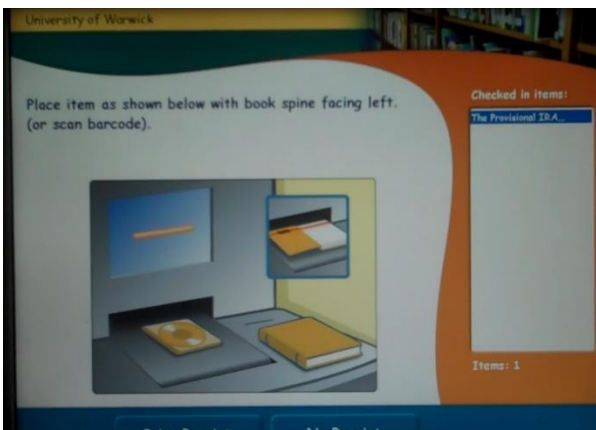 University of Warwick
Place item as shown below with book spine facing left.
(or scan barcode).
Checked in items:
The Provisional IRA...
Items: 1